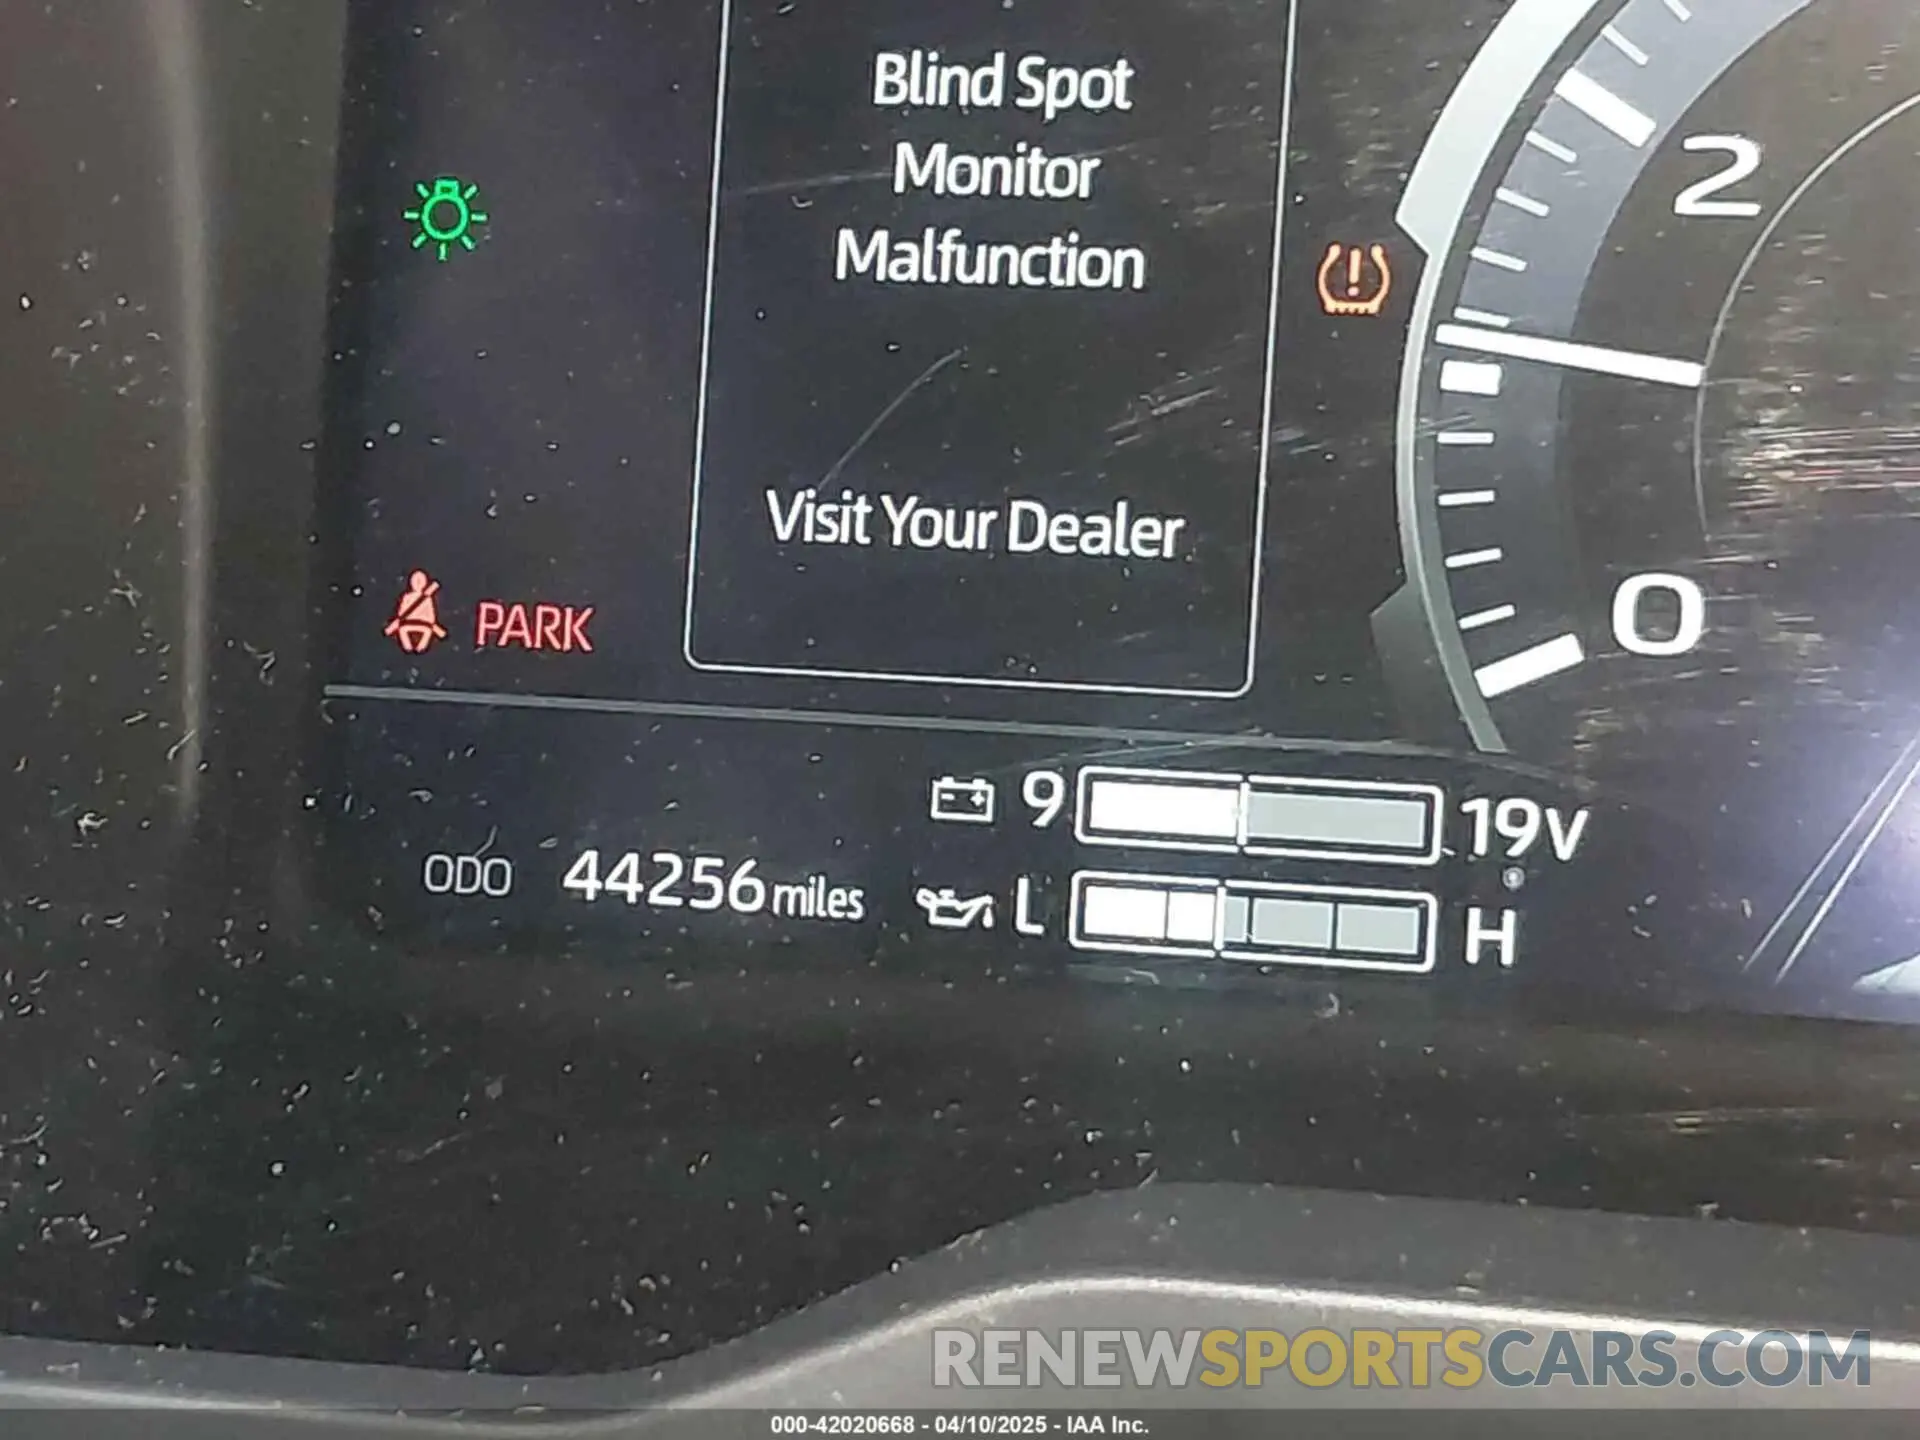 Blind Spot
Monitor
Malfunction
2
Visit Your Dealer
0
PARK
9 19V
ODO 44256 miles
L H
RENEWSPORTSCARS.COM
000-42020668 - 04/10/2025 - IAA Inc.